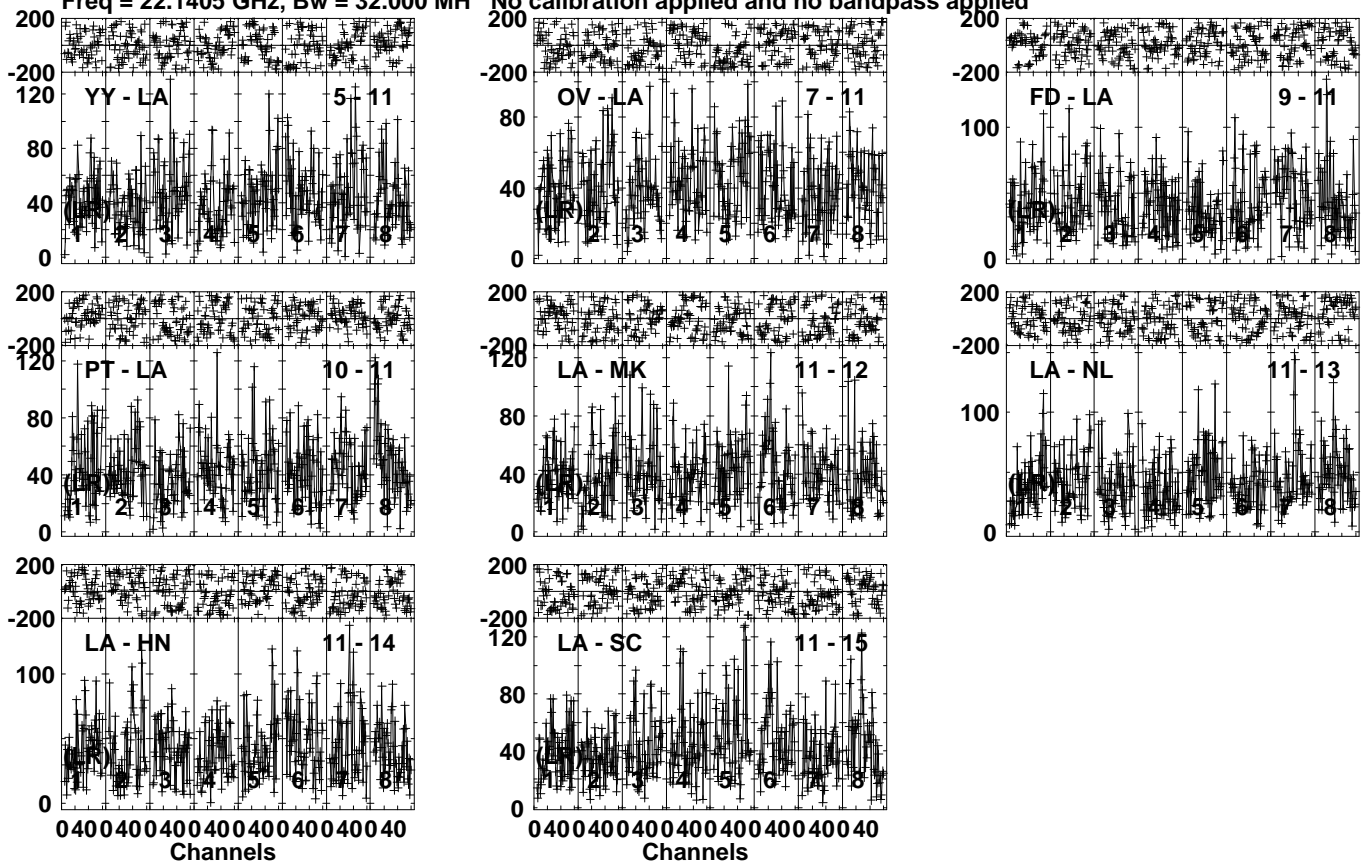 Freq = 22.1405 GHz, Bw = 32.000 MH No calibration applied and no bandpass applied
200
-200
120
80
40
0
YY - LA 5 - 11
(LR)
1 2 3 4 5 6 7 8
200
-200
80
40
0
OV - LA 7 - 11
(LR)
1 2 3 4 5 6 7 8
200
-200
100
0
FD - LA 9 - 11
(LR)
1 2 3 4 5 6 7 8
200
-200
120
80
40
0
PT - LA 10 - 11
(LR)
1 2 3 4 5 6 7 8
200
-200
120
80
40
0
LA - MK 11 - 12
(LR)
1 2 3 4 5 6 7 8
200
-200
100
0
LA - NL 11 - 13
(LR)
1 2 3 4 5 6 7 8
200
-200
100
0
LA - HN 11 - 14
(LR)
1 2 3 4 5 6 7 8
0 40 0 40 0 40 0 40 0 40 0 40 0 40 0 40
Channels
200
-200
120
80
40
0
LA - SC 11 - 15
(LR)
1 2 3 4 5 6 7 8
0 40 0 40 0 40 0 40 0 40 0 40 0 40 0 40
Channels